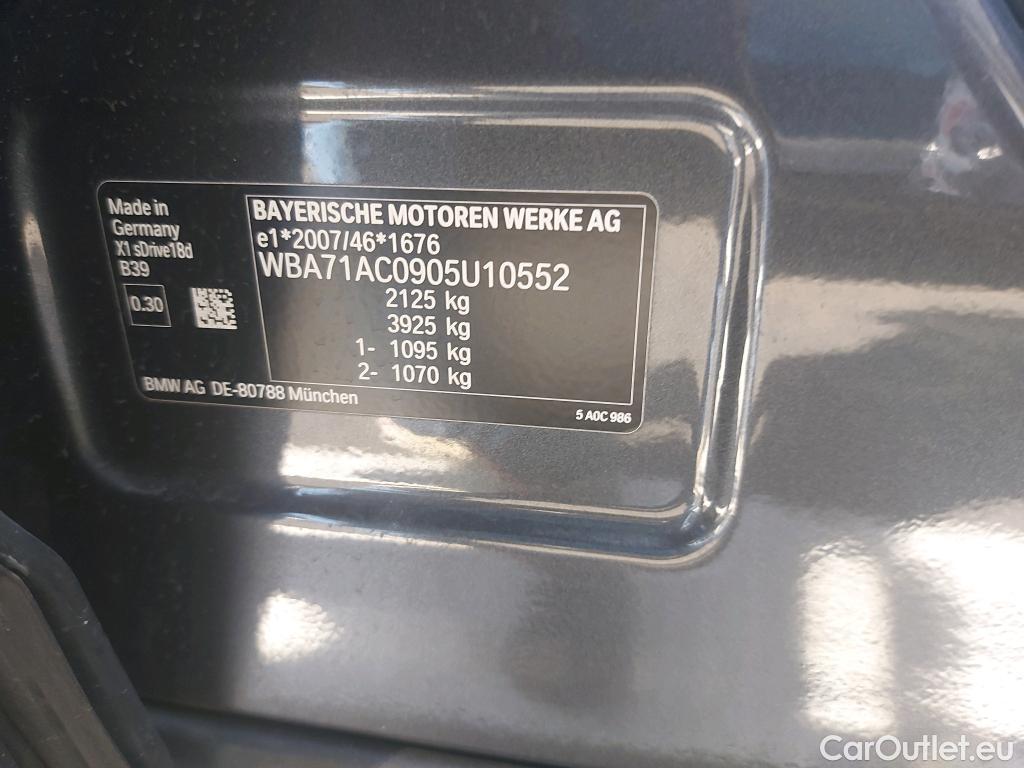 Made in
Germany
X1 sDrive18d
B39
0.30
BAYERISCHE MOTOREN WERKE AG
e1*2007/46*1676
WBA71AC0905U10552
2125 kg
3925 kg
1- 1095 kg
2- 1070 kg
BMW AG DE-80788 München
5 A0C 986
CarOutlet.eu